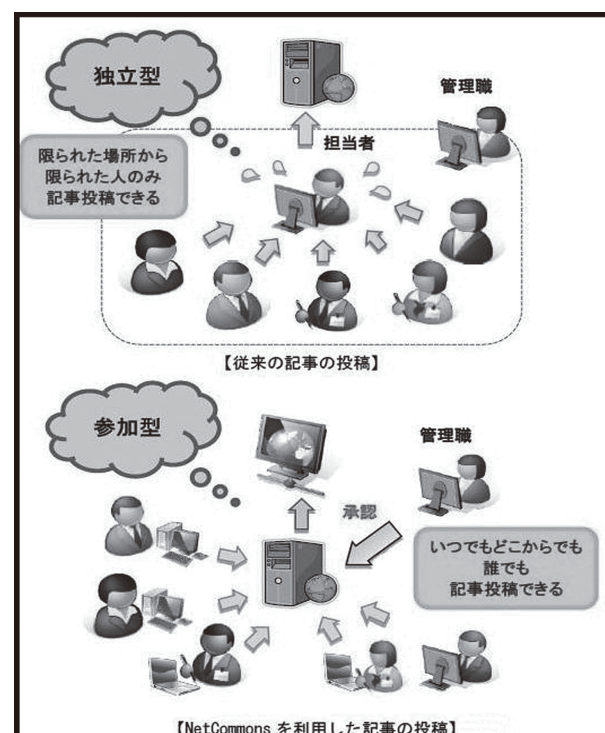 独立型
管理職
担当者
限られた場所から
限られた人のみ
記事投稿できる
【従来の記事の投稿】
参加型
管理職
承認
いつでもどこからでも
誰でも
記事投稿できる
【NetCommons を利用した記事の投稿】